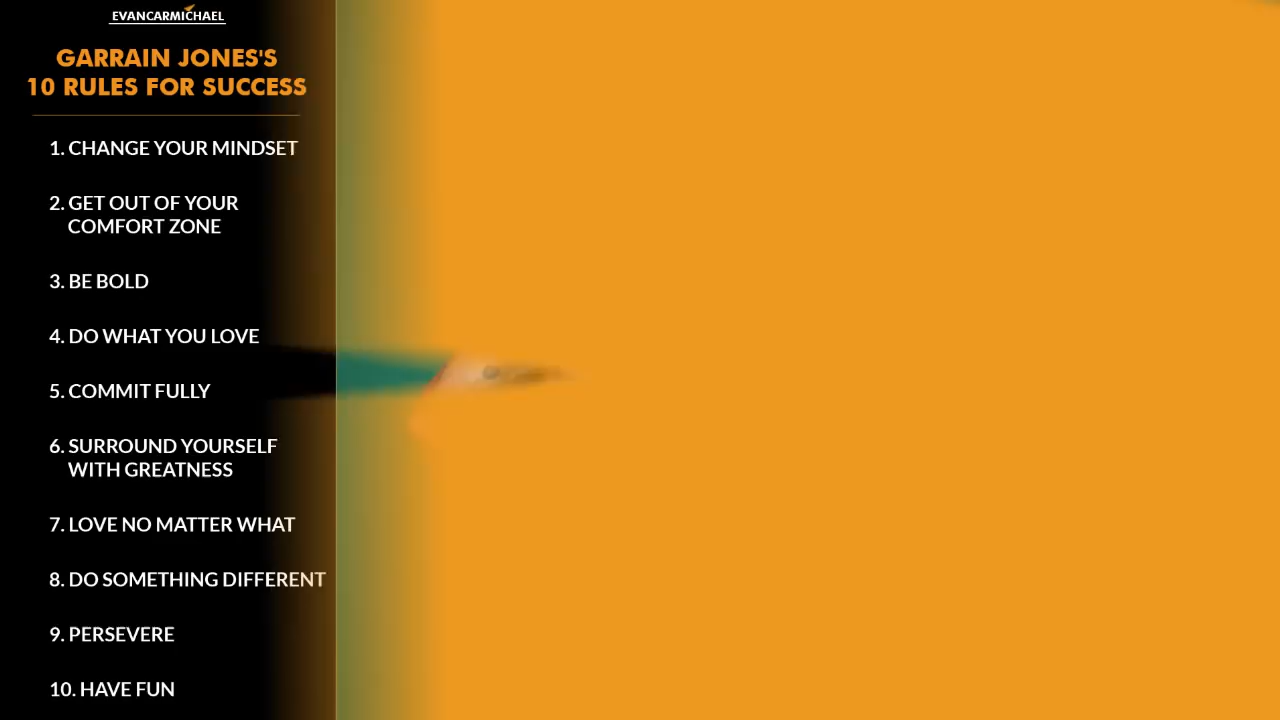 EVANCARMICHAEL
GARRAIN JONES'S
10 RULES FOR SUCCESS
1. CHANGE YOUR MINDSET
2. GET OUT OF YOUR
COMFORT ZONE
3. BE BOLD
4. DO WHAT YOU LOVE
5. COMMIT FULLY
6. SURROUND YOURSELF
WITH GREATNESS
7. LOVE NO MATTER WHAT
8. DO SOMETHING DIFFERENT
9. PERSEVERE
10. HAVE FUN